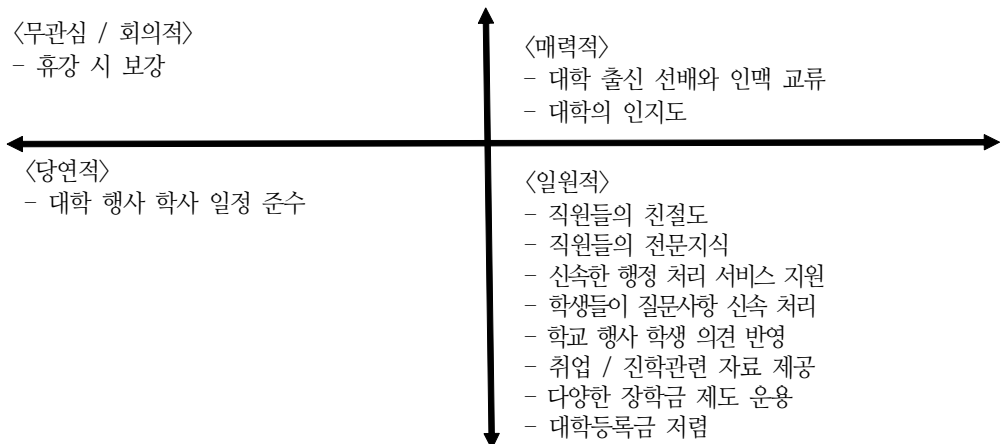 〈무관심 / 회의적〉
- 휴강 시 보강
〈매력적〉
- 대학 출신 선배와 인맥 교류
- 대학의 인지도
〈당연적〉
- 대학 행사 학사 일정 준수
〈일원적〉
- 직원들의 친절도
- 직원들의 전문지식
- 신속한 행정 처리 서비스 지원
- 학생들이 질문사항 신속 처리
- 학교 행사 학생 의견 반영
- 취업 / 진학관련 자료 제공
- 다양한 장학금 제도 운용
- 대학등록금 저렴